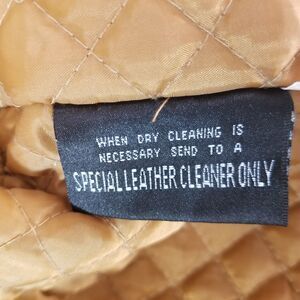 WHEN DRY CLEANING IS
NECESSARY SEND TO A
SPECIAL LEATHER CLEANER ONLY